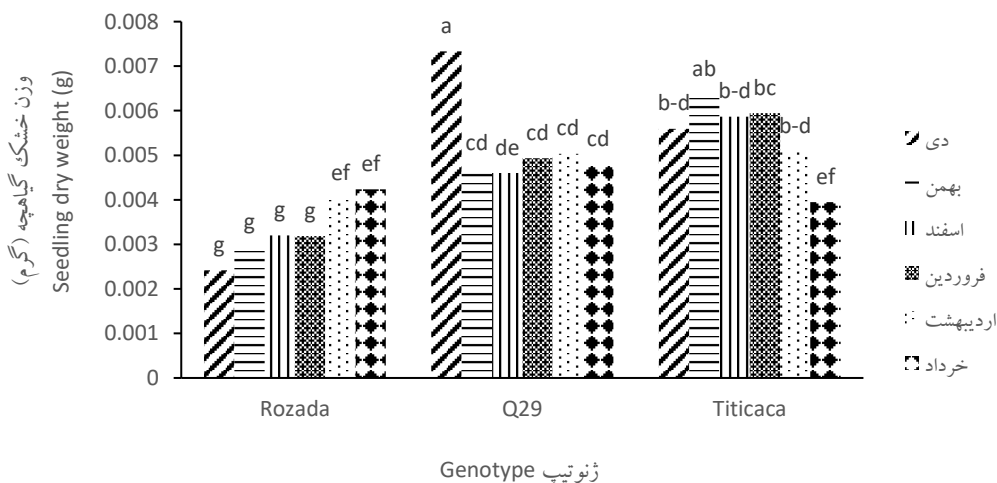 وزن خشک گیاهچه (گرم)
Seedling dry weight (g)
0.008
0.007
0.006
0.005
0.004
0.003
0.002
0.001
0
g
g
g
g
ef
ef
a
cd
de
cd
cd
cd
b-d
ab
b-d
bc
b-d
ef
Rozada
Q29
Titicaca
Genotype ژنوتیپ
دی
بهمن
اسفند
فروردین
اردیبهشت
خرداد